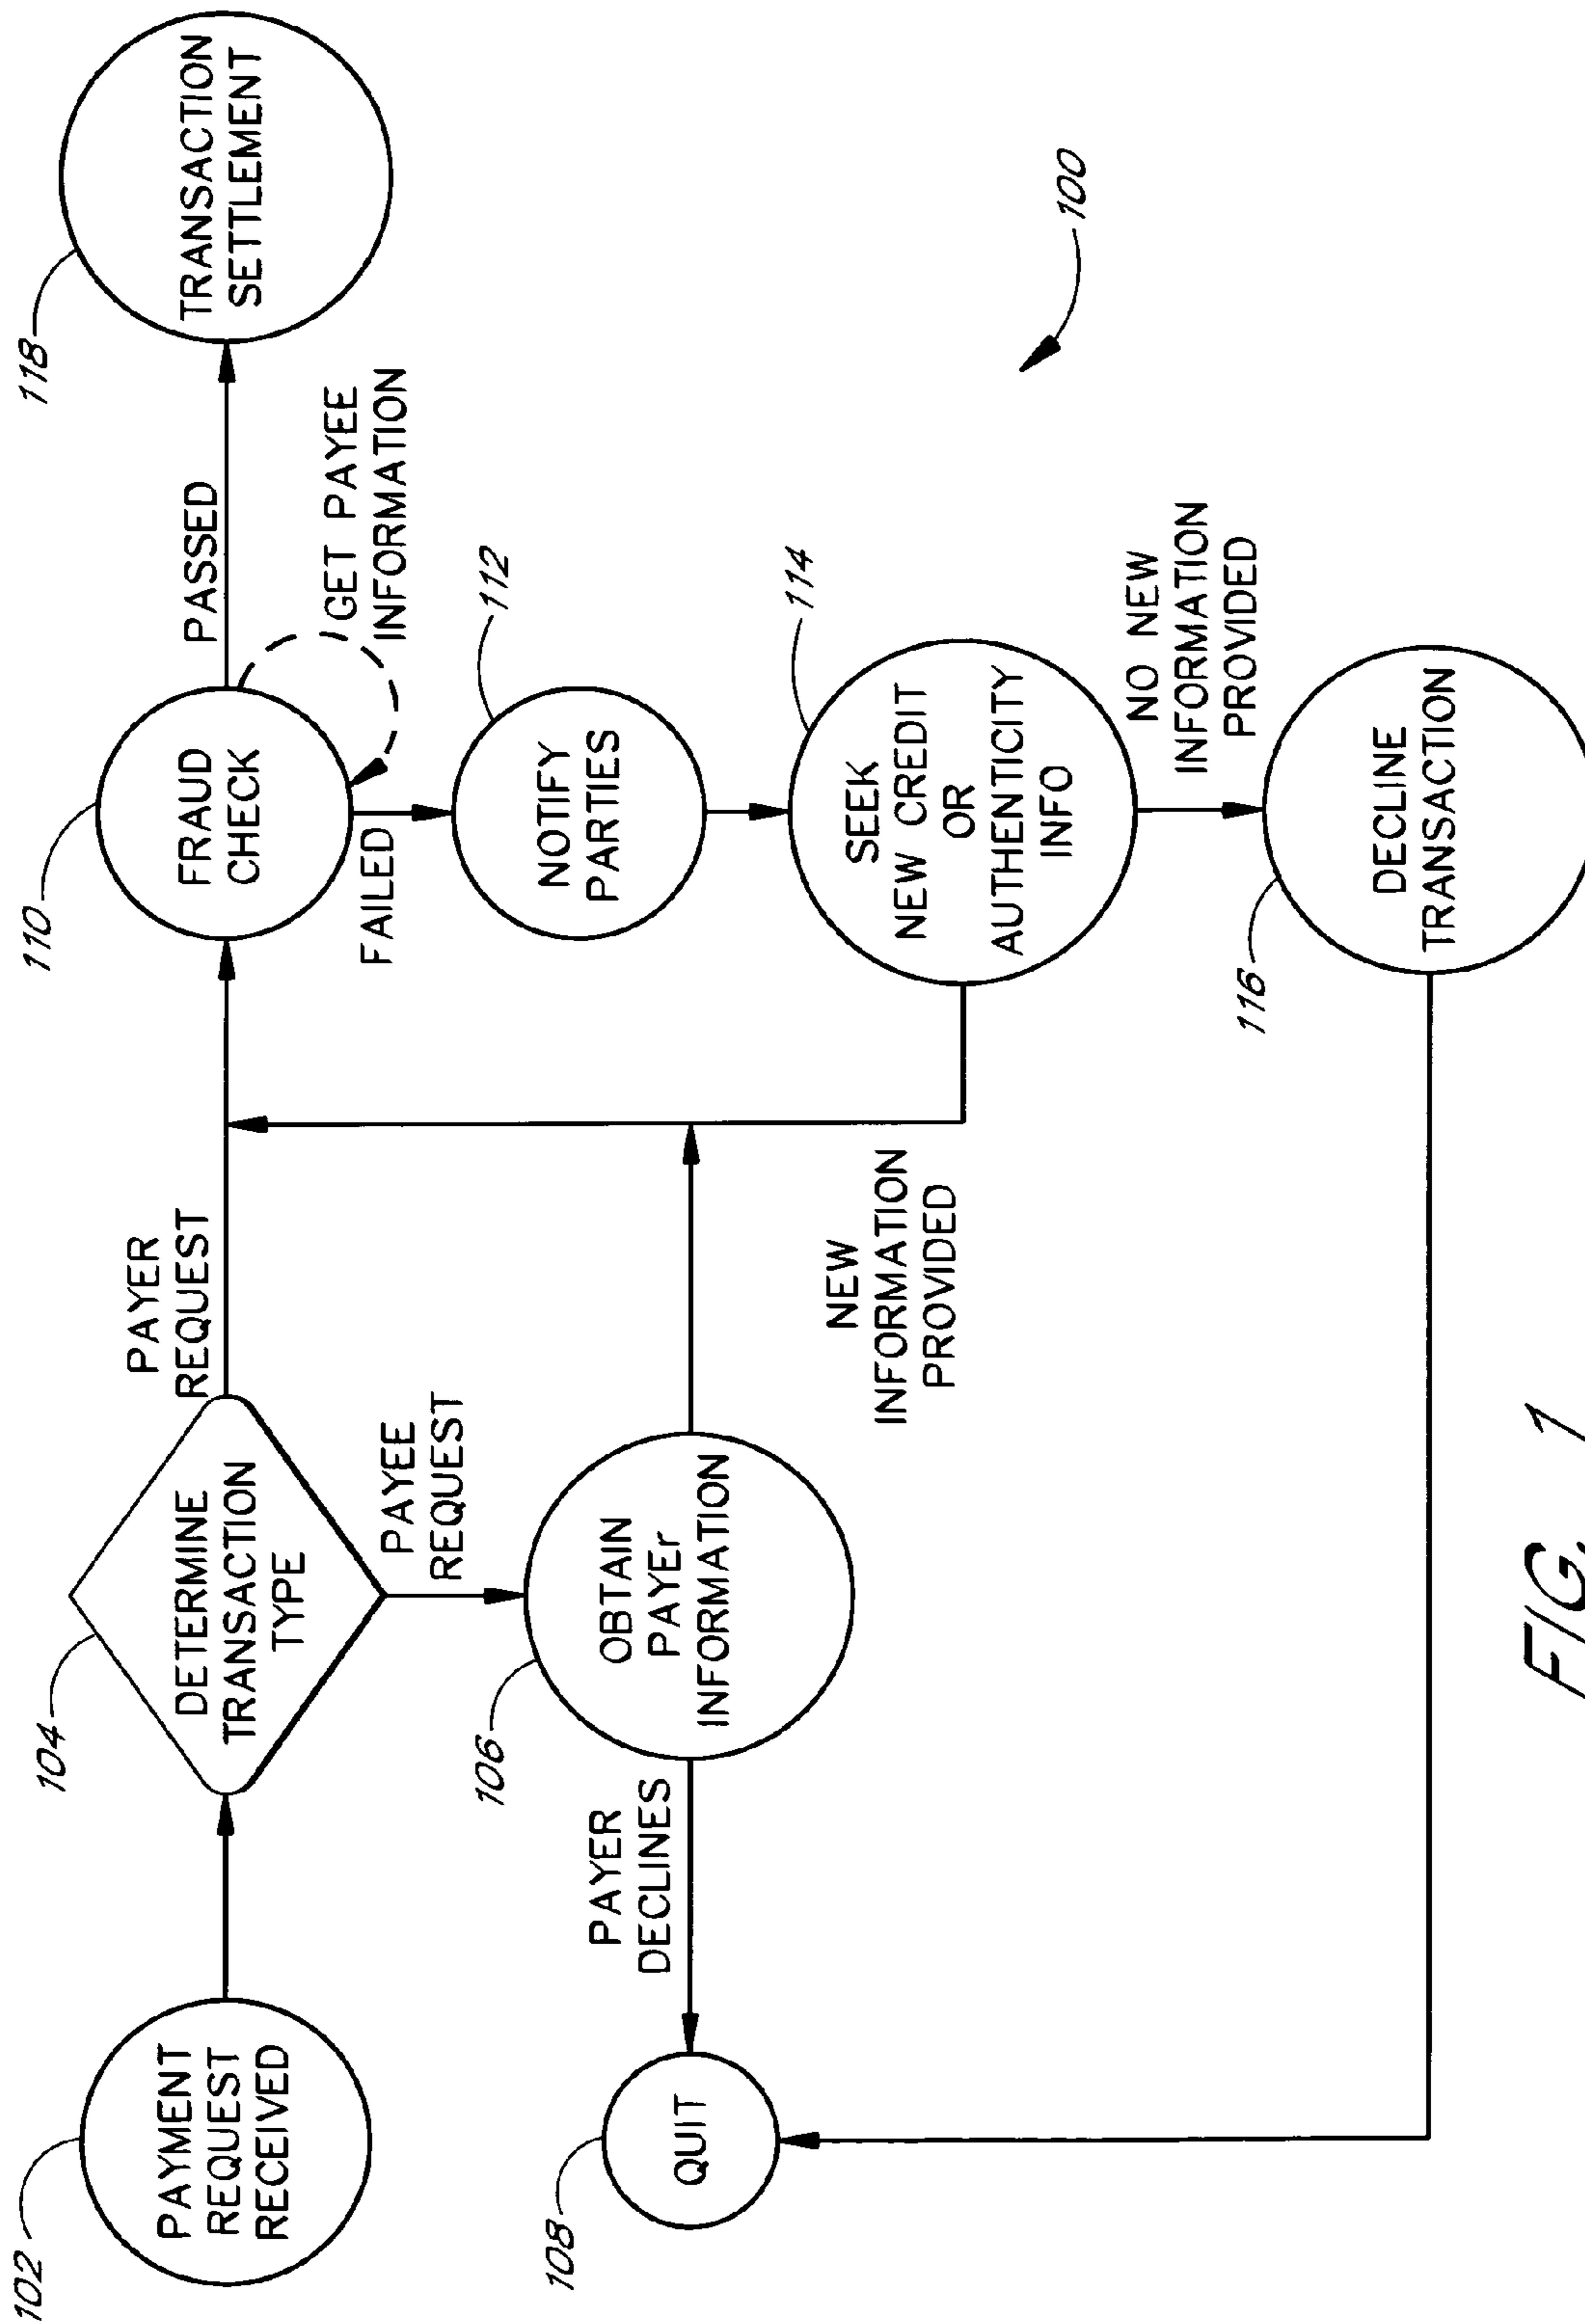 102
PAYMENT
REQUEST
RECEIVED
104
DETERMINE
TRANSACTION
TYPE
PAYER
REQUEST
110
FRAUD
CHECK
PASSED
118
TRANSACTION
SETTLEMENT
GET PAYEE
INFORMATION
FAILED
PAYEE
REQUEST
112
NOTIFY
PARTIES
108
QUIT
PAYER
DECLINES
106
OBTAIN
PAYEr
INFORMATION
NEW
INFORMATION
PROVIDED
114
SEEK
NEW CREDIT
OR
AUTHENTICITY
INFO
100
NO NEW
INFORMATION
PROVIDED
116
DECLINE
TRANSACTION
FIG. 1